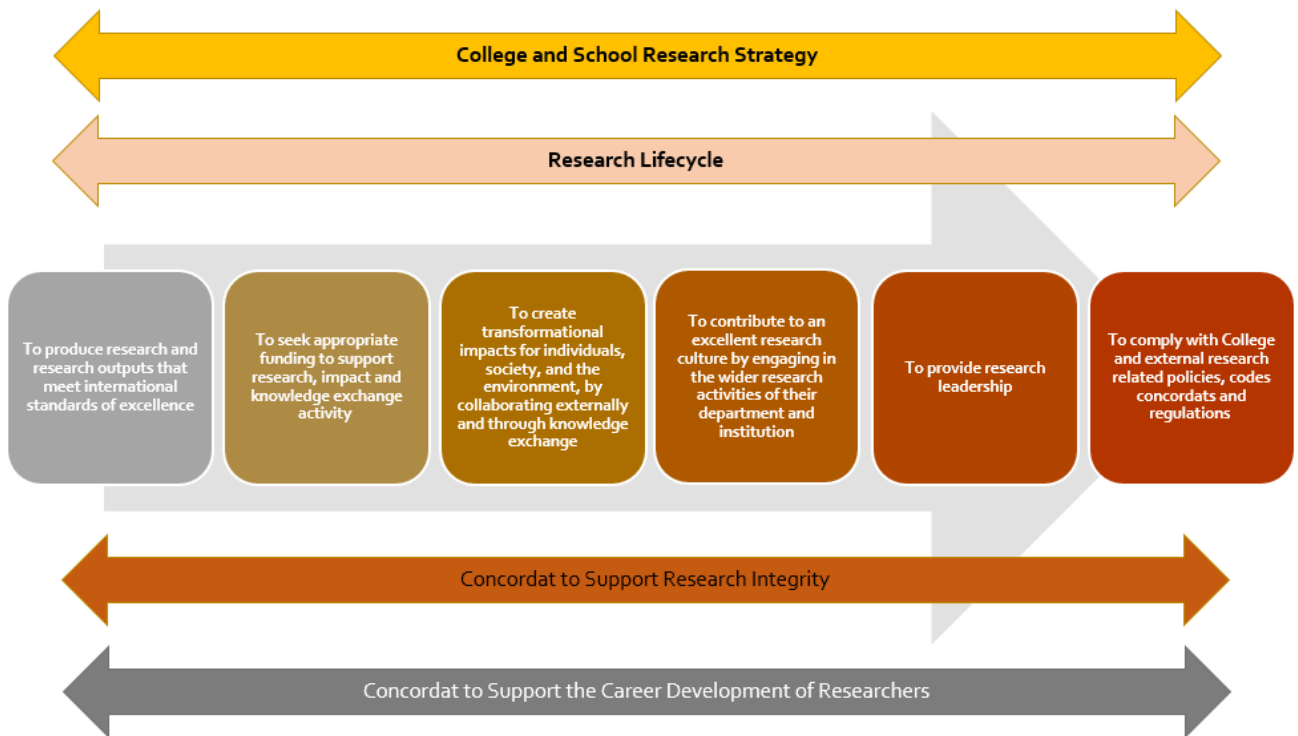 College and School Research Strategy
Research Lifecycle
To produce research and
research outputs that
meet international
standards of excellence
To seek appropriate
funding to support
research, impact and
knowledge exchange
activity
To create
transformational
impacts for individuals,
society, and the
environment, by
collaborating externally
and through knowledge
exchange
To contribute to an
excellent research
culture by engaging in
the wider research
activities of their
department and
institution
To provide research
leadership
To comply with College
and external research
related policies, codes
concordats and
regulations
Concordat to Support Research Integrity
Concordat to Support the Career Development of Researchers